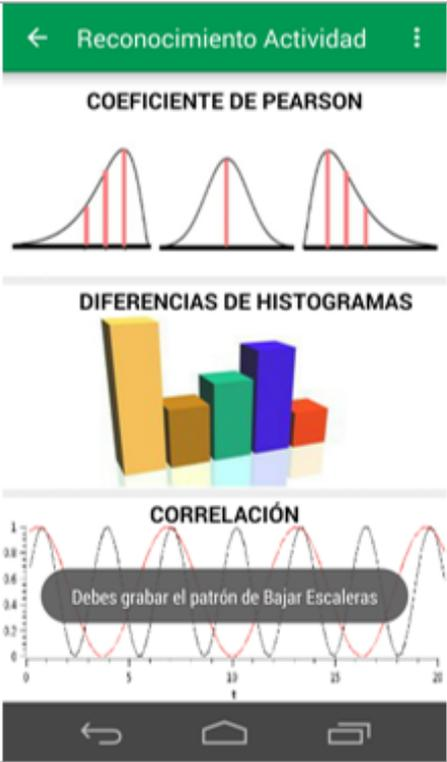 Reconocimiento Actividad
COEFICIENTE DE PEARSON
DIFERENCIAS DE HISTOGRAMAS
CORRELACIÓN
1
0.8
0.6
Debes grabar el patrón de Bajar Escaleras
0.4
0.2
0
0 5 10 15 20
t